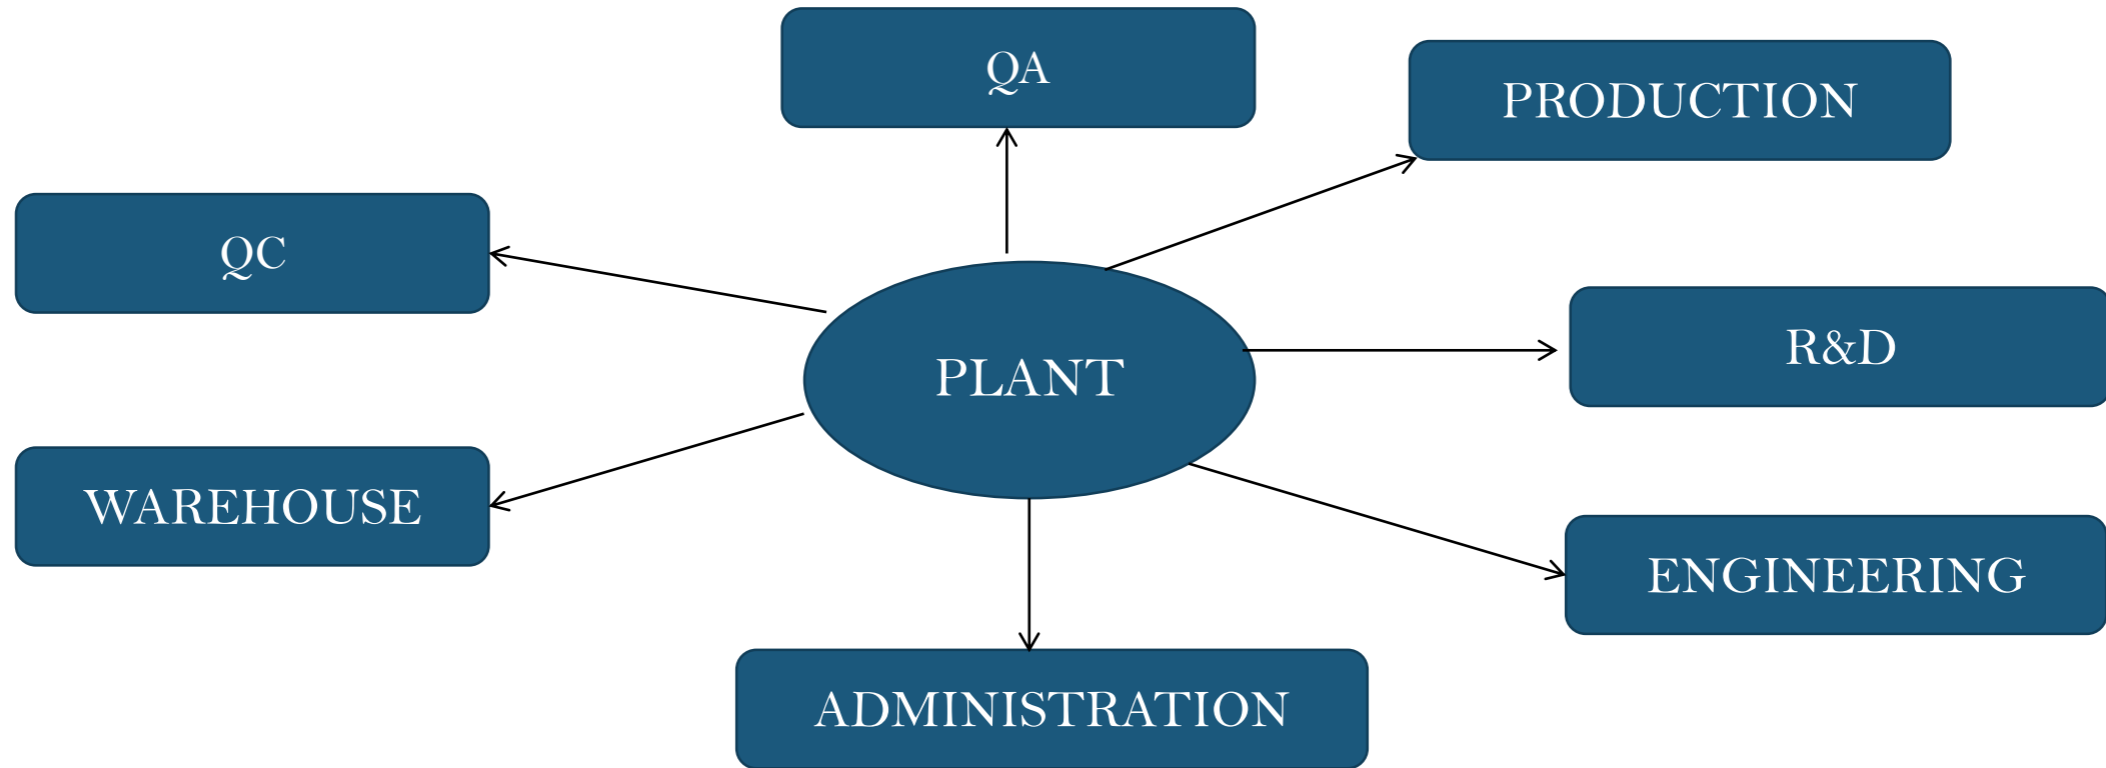 QA
PRODUCTION
QC
R&D
PLANT
WAREHOUSE
ENGINEERING
ADMINISTRATION